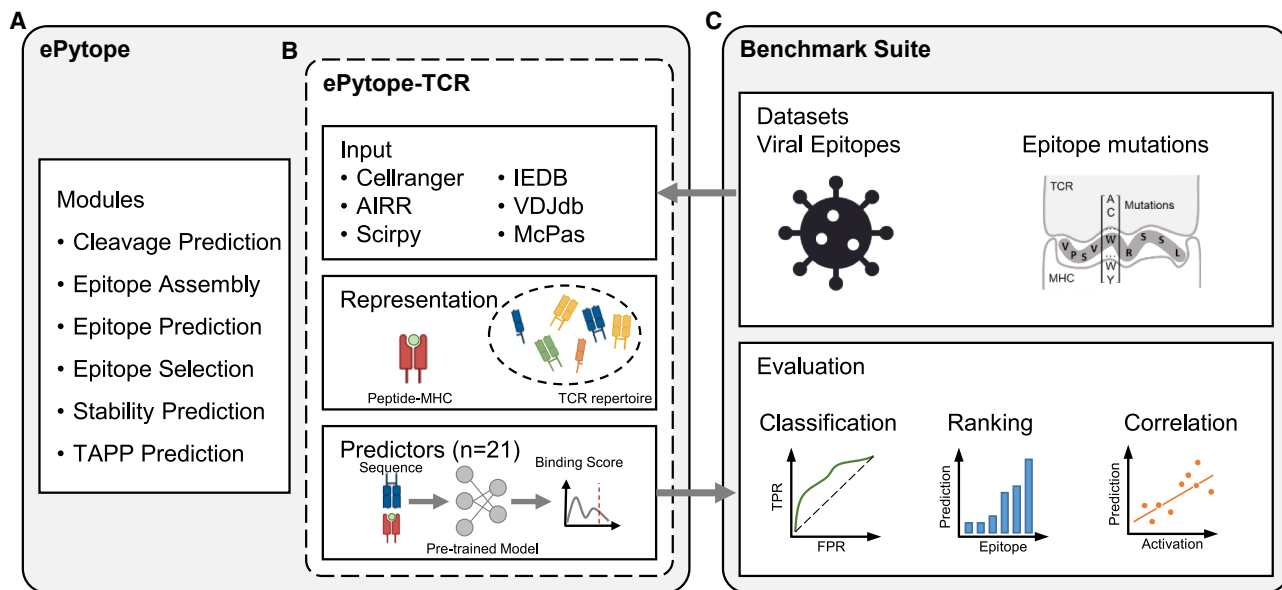 A
ePytope
Modules
• Cleavage Prediction
• Epitope Assembly
• Epitope Prediction
• Epitope Selection
• Stability Prediction
• TAPP Prediction
B
ePytope-TCR
Input
• Cellranger
• AIRR
• Scirpy
• IEDB
• VDJdb
• McPas
Representation
Peptide-MHC
TCR repertoire
Predictors (n=21)
Sequence
Pre-trained Model
Binding Score
C
Benchmark Suite
Datasets
Viral Epitopes
Epitope mutations
TCR
Mutations
A
C
...
V P S V W R S S L
...
W
Y
MHC
Evaluation
Classification
TPR
FPR
Ranking
Prediction
Epitope
Correlation
Prediction
Activation